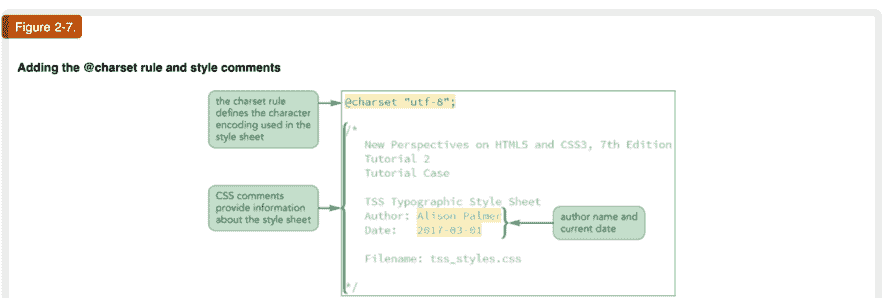 Figure 2-7.
Adding the @charset rule and style comments
the charset rule
defines the character
encoding used in the
style sheet
@charset "utf-8";
/*
New Perspectives on HTML5 and CSS3, 7th Edition
Tutorial 2
Tutorial Case
CSS comments
provide information
about the style sheet
TSS Typographic Style Sheet
Author: Alison Palmer
Date: 2017-03-01
author name and
current date
Filename: tss_styles.css
*/